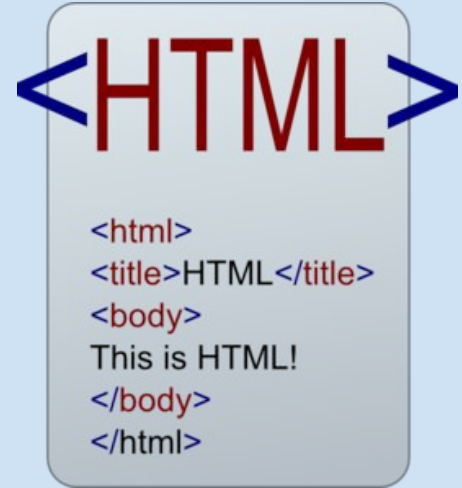 <HTML>
<html>
<title>HTML</title>
<body>
This is HTML!
</body>
</html>